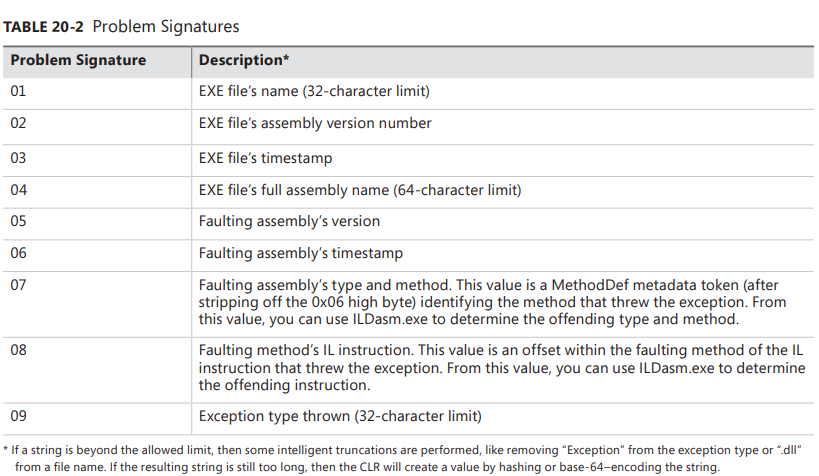 TABLE 20-2 Problem Signatures
Problem Signature Description*
01 EXE file’s name (32-character limit)
02 EXE file’s assembly version number
03 EXE file’s timestamp
04 EXE file’s full assembly name (64-character limit)
05 Faulting assembly’s version
06 Faulting assembly’s timestamp
07 Faulting assembly’s type and method. This value is a MethodDef metadata token (after
stripping off the 0x06 high byte) identifying the method that threw the exception. From
this value, you can use ILDasm.exe to determine the offending type and method.
08 Faulting method’s IL instruction. This value is an offset within the faulting method of the IL
instruction that threw the exception. From this value, you can use ILDasm.exe to determine
the offending instruction.
09 Exception type thrown (32-character limit)
* If a string is beyond the allowed limit, then some intelligent truncations are performed, like removing “Exception” from the exception type or “.dll”
from a file name. If the resulting string is still too long, then the CLR will create a value by hashing or base-64–encoding the string.